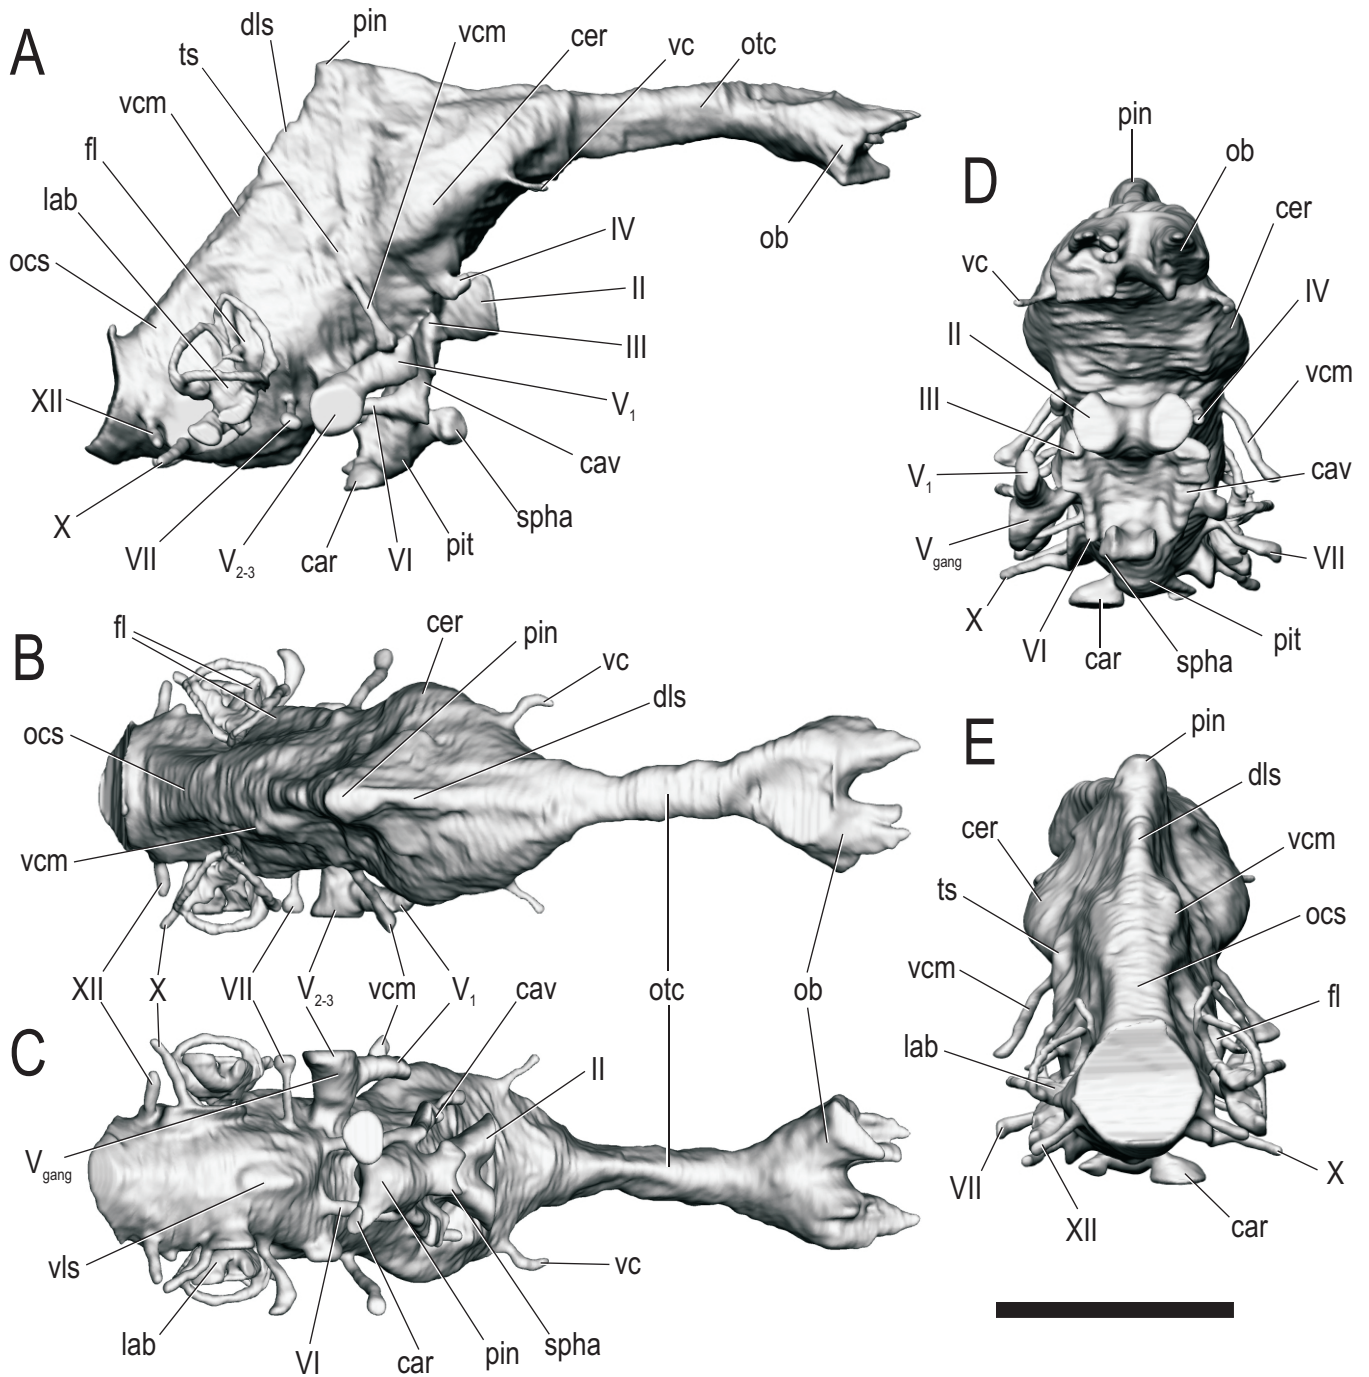 A
dls
pin
vcm
cer
vc
otc
ts
vcm
fl
lab
ocs
XII
X
VII
V2-3
car
VI
pit
spha
cav
V1
III
II
IV
ob
D
pin
ob
cer
vc
IV
II
vcm
III
V1
cav
Vgang
VII
X
VI
car
spha
pit
B
fl
cer
pin
vc
dls
ocs
vcm
XII
X
VII
V2-3
vcm
V1
cav
otc
ob
C
II
Vgang
vls
vc
lab
VI
car
pin
spha
E
pin
dls
cer
vcm
ts
ocs
vcm
fl
lab
VII
XII
car
X